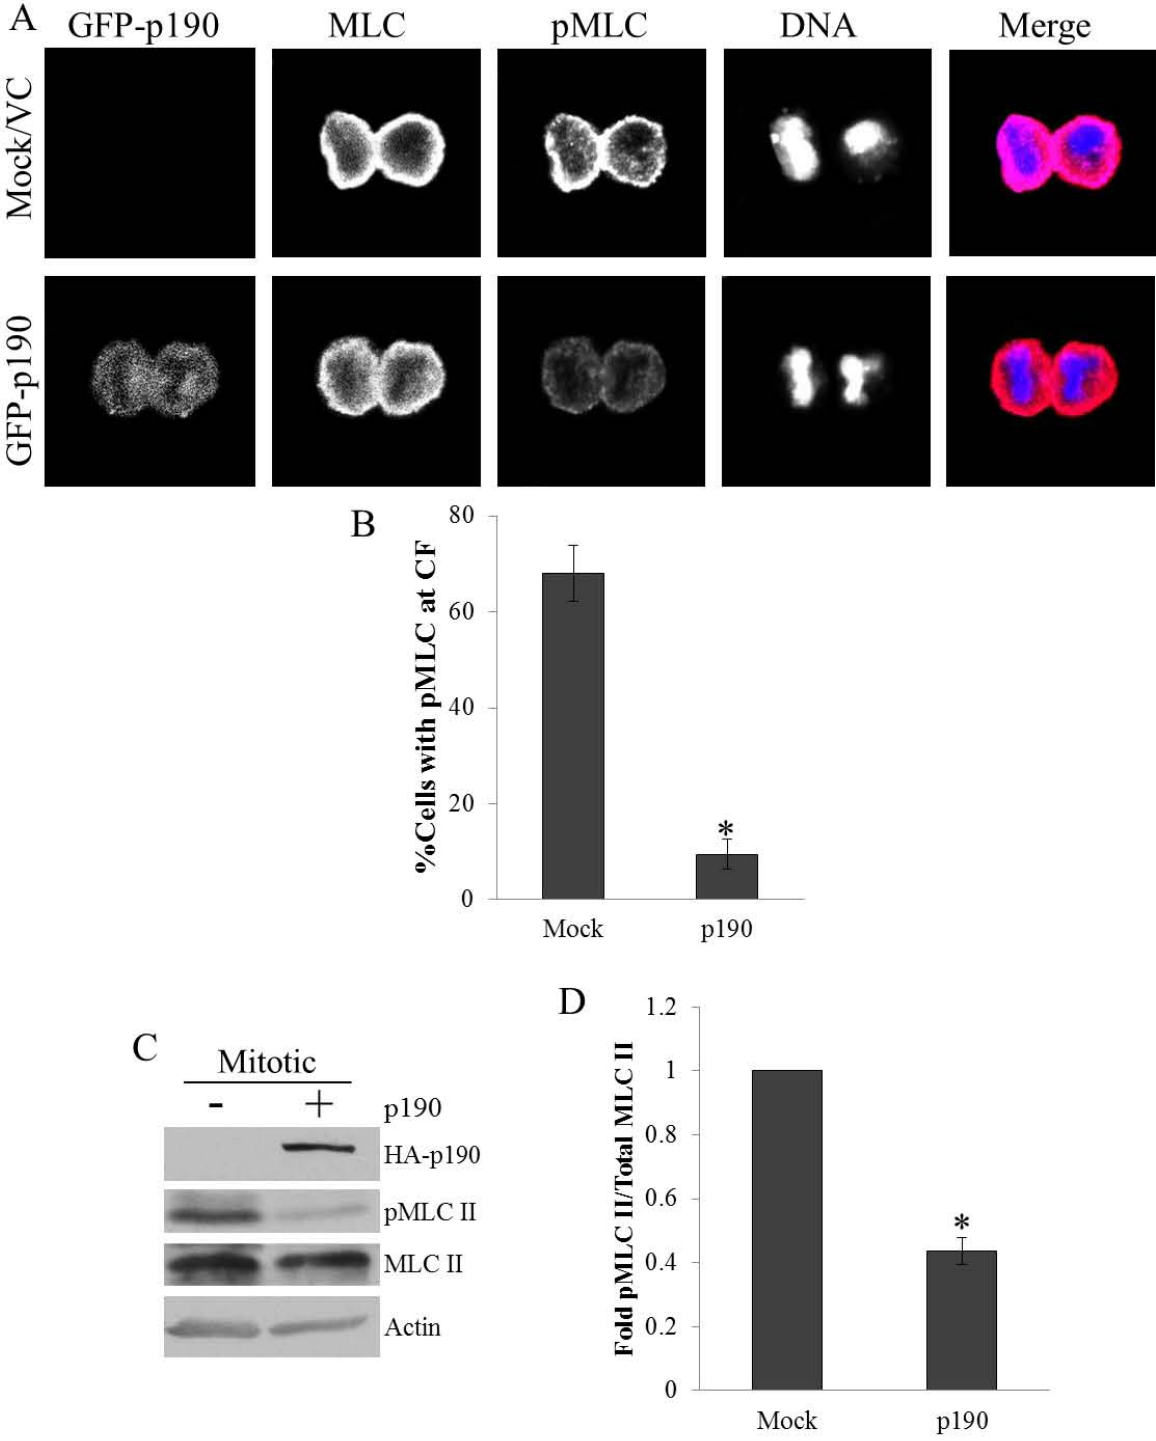 A
GFP-p190 MLC pMLC DNA Merge
Mock/VC
GFP-p190
B
%Cells with pMLC at CF
80
60
40
20
0
*
Mock p190
C
Mitotic
- + p190
HA-p190
pMLC II
MLC II
Actin
D
Fold pMLC II/Total MLC II
1.2
1
0.8
0.6
0.4
0.2
0
*
Mock p190